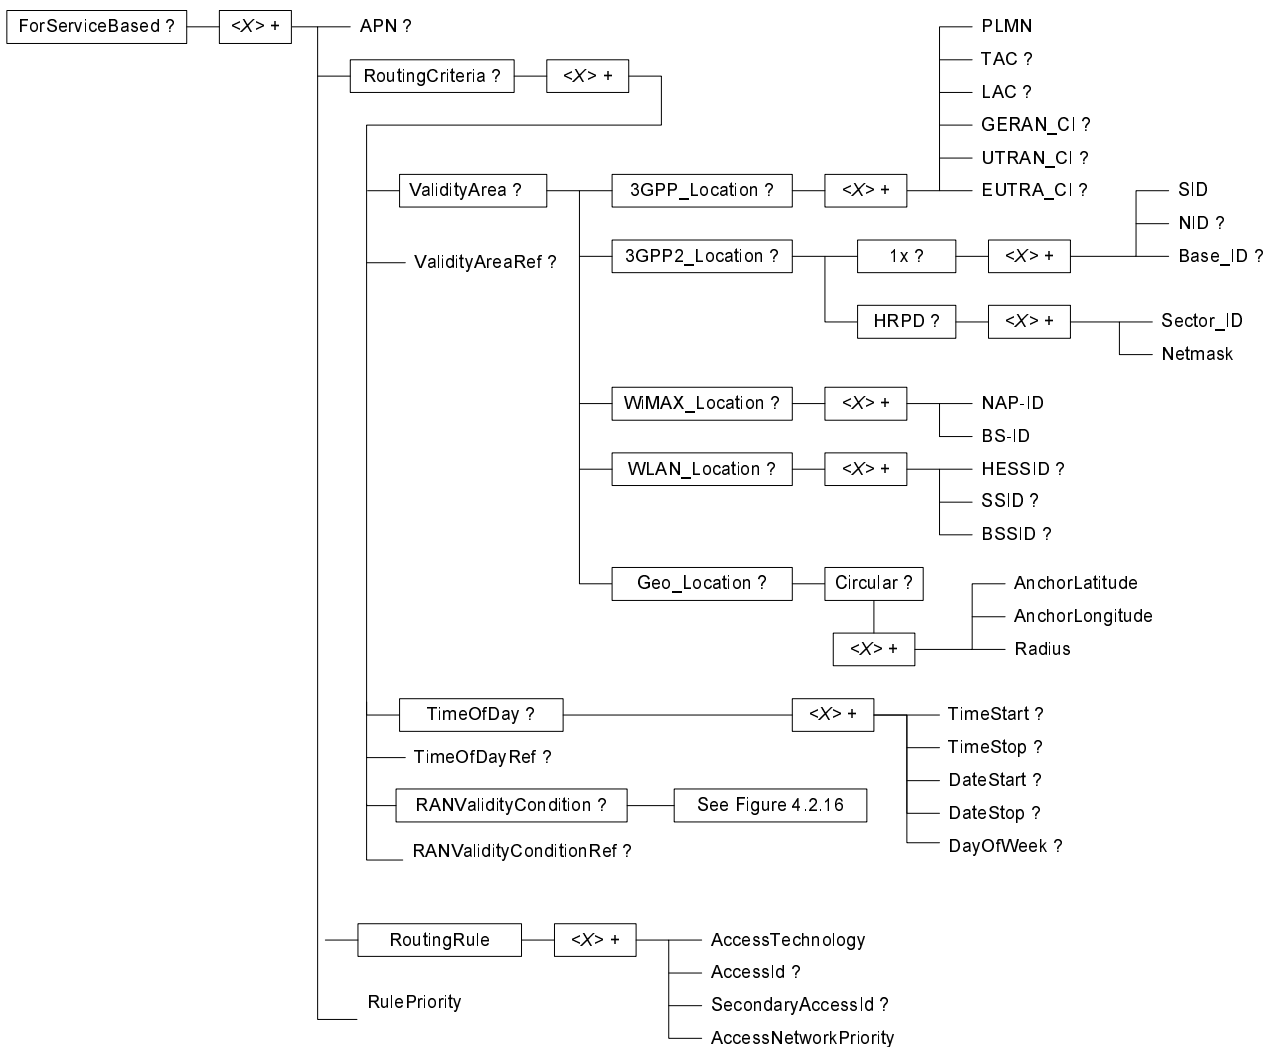 ForServiceBased ?
<X> +
APN ?
RoutingCriteria ?
<X> +
PLMN
TAC ?
LAC ?
GERAN_CI ?
UTRAN_CI ?
EUTRA_CI ?
ValidityArea ?
3GPP_Location ?
<X> +
ValidityAreaRef ?
3GPP2_Location ?
1x ?
<X> +
SID
NID ?
Base_ID ?
HRPD ?
<X> +
Sector_ID
Netmask
WiMAX_Location ?
<X> +
NAP-ID
BS-ID
WLAN_Location ?
<X> +
HESSID ?
SSID ?
BSSID ?
Geo_Location ?
Circular ?
<X> +
AnchorLatitude
AnchorLongitude
Radius
TimeOfDay ?
<X> +
TimeStart ?
TimeStop ?
DateStart ?
DateStop ?
DayOfWeek ?
TimeOfDayRef ?
RANValidityCondition ?
See Figure 4.2.16
RANValidityConditionRef ?
RoutingRule
<X> +
AccessTechnology
AccessId ?
SecondaryAccessId ?
AccessNetworkPriority
RulePriority